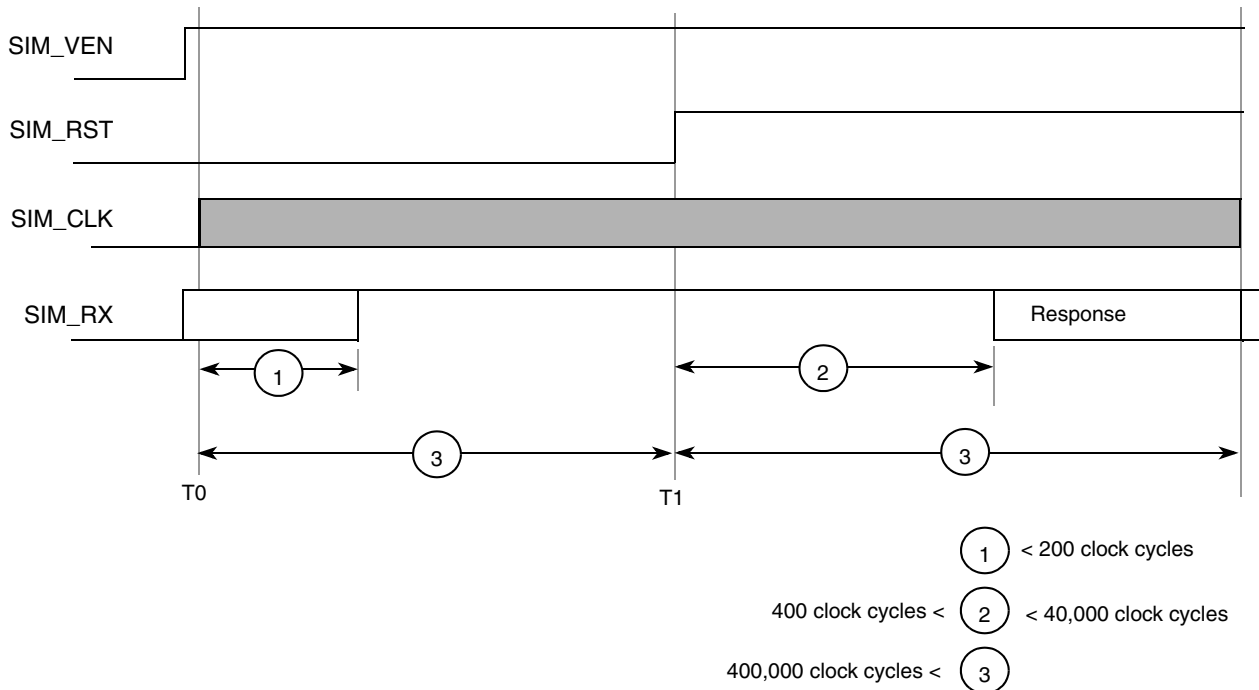 SIM_VEN
SIM_RST
SIM_CLK
SIM_RX
Response
1
2
3
3
T0
T1
1 < 200 clock cycles
400 clock cycles < 2 < 40,000 clock cycles
400,000 clock cycles < 3